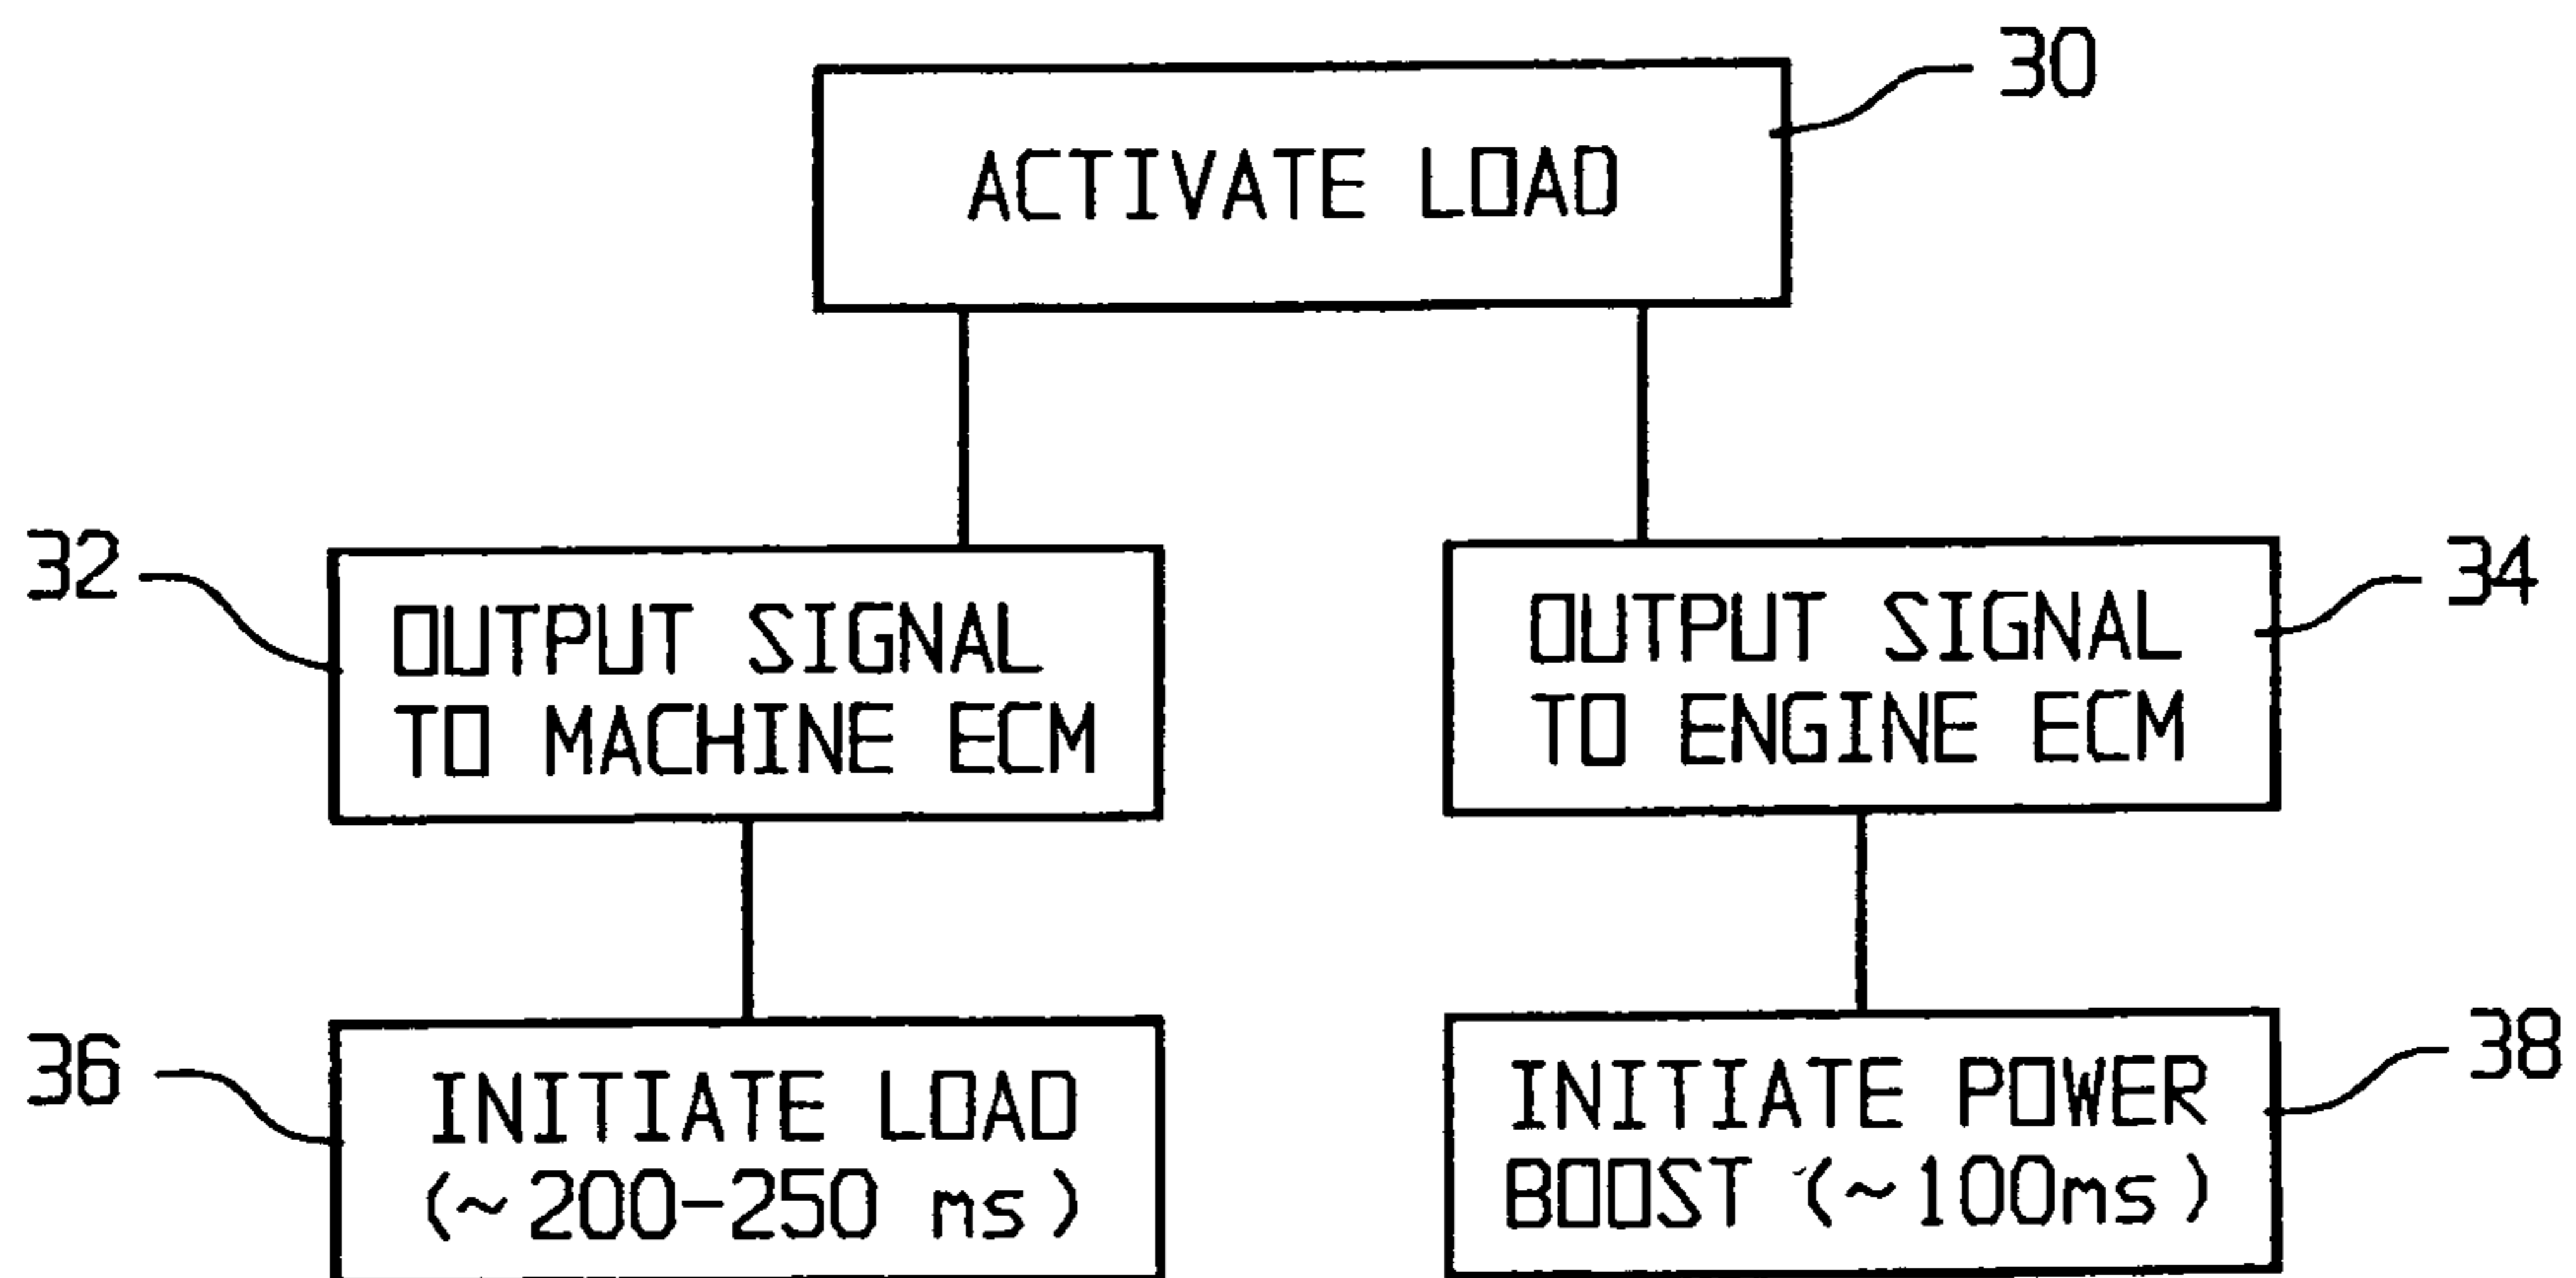 30
ACTIVATE LOAD
32
OUTPUT SIGNAL
TO MACHINE ECM
34
OUTPUT SIGNAL
TO ENGINE ECM
36
INITIATE LOAD
(~200-250 ms)
38
INITIATE POWER
BOOST (~100ms)